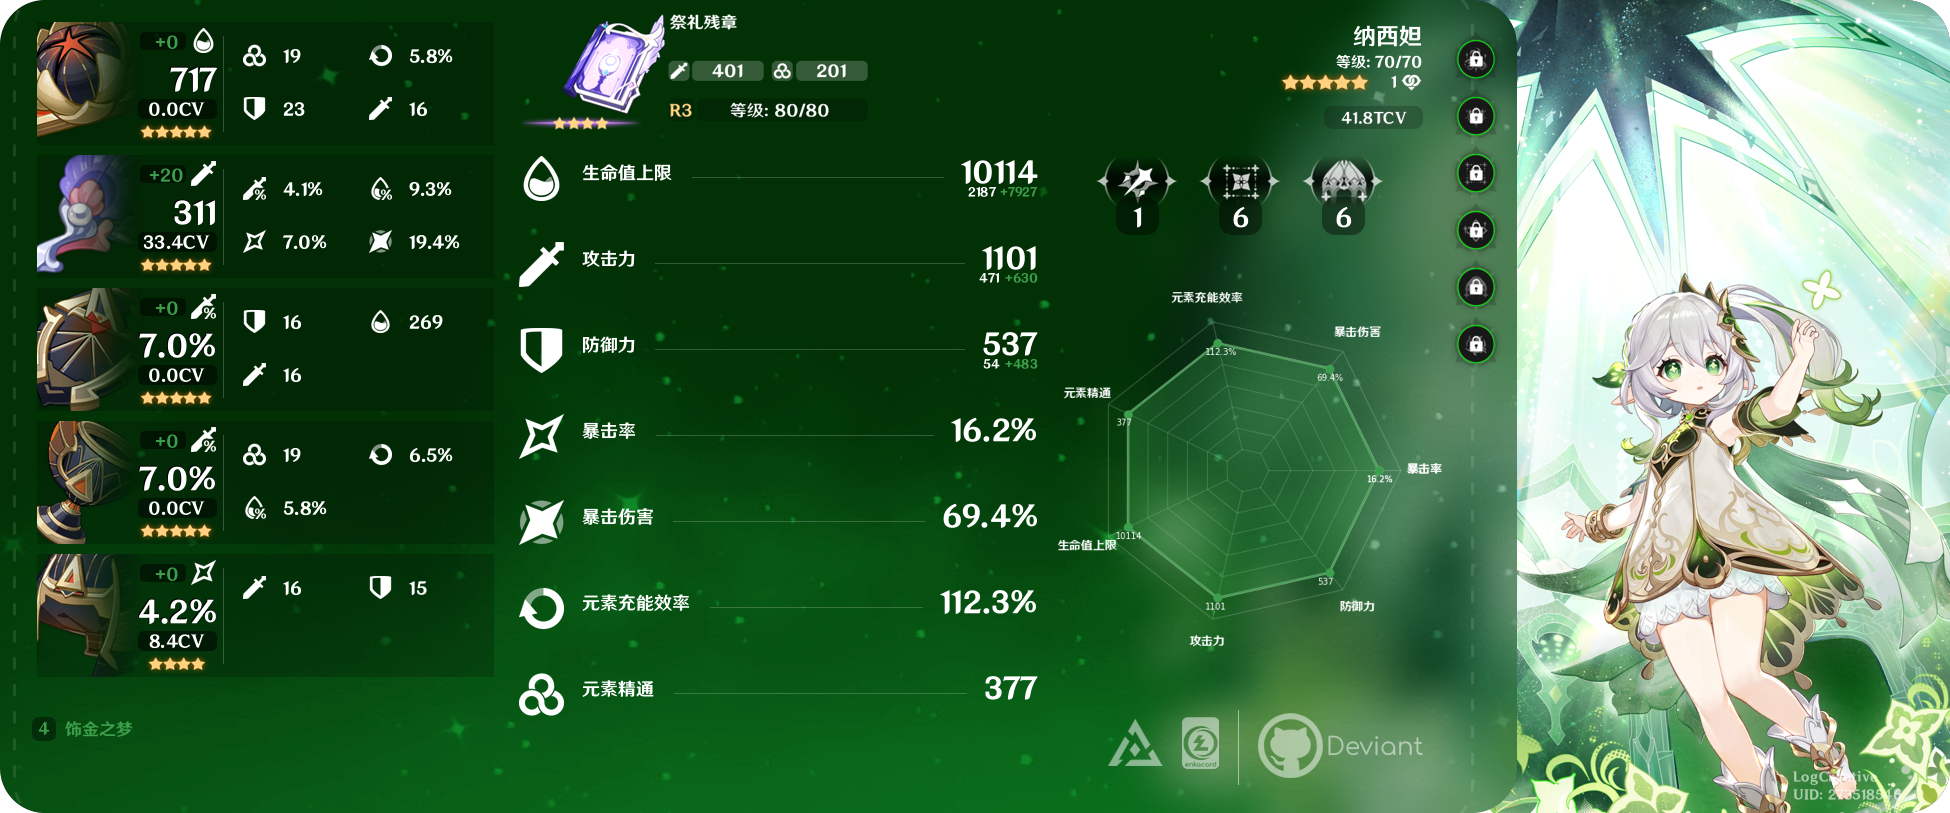 +0
717
0.0CV
19
5.8%
23
16
+20
311
33.4CV
4.1%
9.3%
7.0%
19.4%
+0
7.0%
0.0CV
16
269
16
+0
7.0%
0.0CV
19
6.5%
5.8%
+0
4.2%
8.4CV
16
15
4 饰金之梦
祭礼残章
401 201
R3 等级: 80/80
生命值上限 10114
2187 +7927
攻击力 1101
471 +630
防御力 537
54 +483
暴击率 16.2%
暴击伤害 69.4%
元素充能效率 112.3%
元素精通 377
纳西妲
等级: 70/70
1
41.8TCV
1 6 6
元素充能效率
112.3%
暴击伤害
69.4%
元素精通
377
暴击率
16.2%
生命值上限
10114
537
防御力
1101
攻击力
enkacard
Deviant